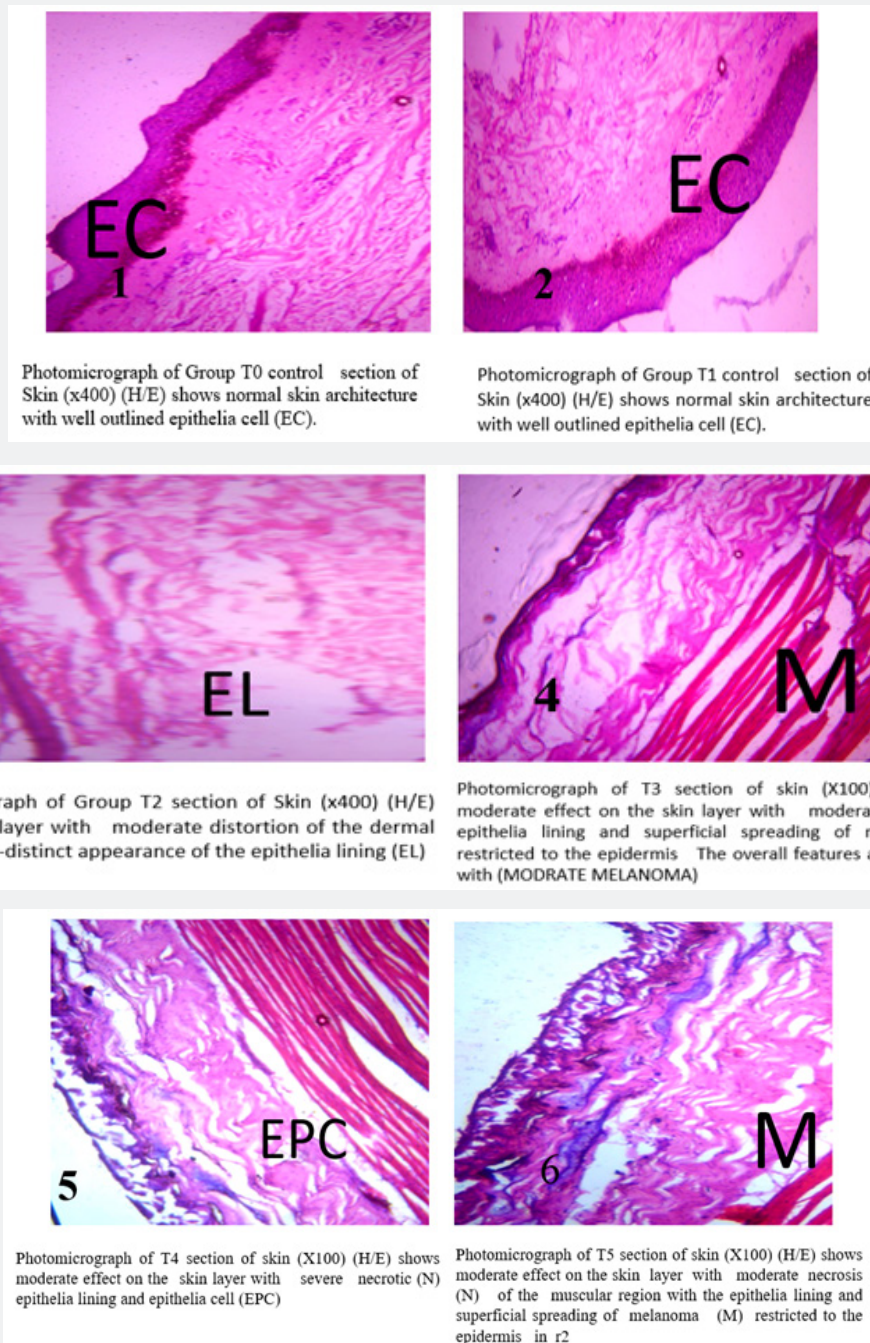 EC
1
EC
2
Photomicrograph of Group T0 control section of
Skin (x400) (H/E) shows normal skin architecture
with well outlined epithelia cell (EC).
Photomicrograph of Group T1 control section of
Skin (x400) (H/E) shows normal skin architecture
with well outlined epithelia cell (EC).
EL
4
M
raph of Group T2 section of Skin (x400) (H/E)
layer with moderate distortion of the dermal
-distinct appearance of the epithelia lining (EL)
Photomicrograph of T3 section of skin (X100)
moderate effect on the skin layer with modera
epithelia lining and superficial spreading of
restricted to the epidermis The overall features
with (MODRATE MELANOMA)
5
EPC
6
M
Photomicrograph of T4 section of skin (X100) (H/E) shows
moderate effect on the skin layer with severe necrotic (N)
epithelia lining and epithelia cell (EPC)
Photomicrograph of T5 section of skin (X100) (H/E) shows
moderate effect on the skin layer with moderate necrosis
(N) of the muscular region with the epithelia lining and
superficial spreading of melanoma (M) restricted to the
epidermis in r2